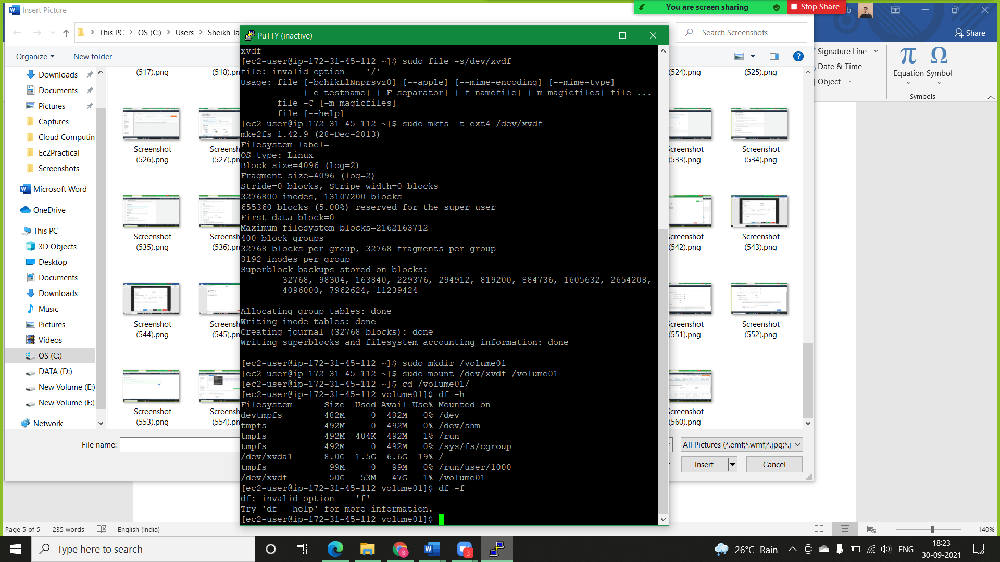 Insert Picture
You are screen sharing
Stop Share
b
This PC
OS (C:)
Users
Sheikh Ta
Search Screenshots
Share
Organize
New folder
Downloads
Documents
Pictures
Captures
Cloud Computin
Ec2Practical
Screenshots
Microsoft Word
OneDrive
This PC
3D Objects
Desktop
Documents
Downloads
Music
Pictures
Videos
OS (C:)
DATA (D:)
New Volume (E:)
New Volume (F:)
Network
(517).png
(518).pn
(524).png
(525).png
Screenshot
(526).png
Screensh
(527).pn
Screenshot
(533).png
Screenshot
(534).png
Screenshot
(535).png
Screensh
(536).pn
Screenshot
(542).png
Screenshot
(543).png
Screenshot
(544).png
Screensh
(545).pn
Screenshot
(551).png
Screenshot
(552).png
Screenshot
(553).png
Screensh
(554).pn
Screenshot
(560).png
PuTTY (inactive)
xvdf
[ec2-user@ip-172-31-45-112 ~]$ sudo file -s/dev/xvdf
file: invalid option -- '/'
Usage: file [-bchikLlNnprsvz0] [--apple] [--mime-encoding] [--mime-type]
[-e testname] [-F separator] [-f namefile] [-m magicfiles] file ...
file -C [-m magicfiles]
file [--help]
[ec2-user@ip-172-31-45-112 ~]$ sudo mkfs -t ext4 /dev/xvdf
mke2fs 1.42.9 (28-Dec-2013)
Filesystem label=
OS type: Linux
Block size=4096 (log=2)
Fragment size=4096 (log=2)
Stride=0 blocks, Stripe width=0 blocks
3276800 inodes, 13107200 blocks
655360 blocks (5.00%) reserved for the super user
First data block=0
Maximum filesystem blocks=2162163712
400 block groups
32768 blocks per group, 32768 fragments per group
8192 inodes per group
Superblock backups stored on blocks:
32768, 98304, 163840, 229376, 294912, 819200, 884736, 1605632, 2654208,
4096000, 7962624, 11239424
Allocating group tables: done
Writing inode tables: done
Creating journal (32768 blocks): done
Writing superblocks and filesystem accounting information: done
[ec2-user@ip-172-31-45-112 ~]$ sudo mkdir /volume01
[ec2-user@ip-172-31-45-112 ~]$ sudo mount /dev/xvdf /volume01
[ec2-user@ip-172-31-45-112 ~]$ cd /volume01/
[ec2-user@ip-172-31-45-112 volume01]$ df -h
Filesystem Size Used Avail Use% Mounted on
devtmpfs 482M 0 482M 0% /dev
tmpfs 492M 0 492M 0% /dev/shm
tmpfs 492M 404K 492M 1% /run
tmpfs 492M 0 492M 0% /sys/fs/cgroup
/dev/xvda1 8.0G 1.5G 6.6G 19% /
tmpfs 99M 0 99M 0% /run/user/1000
/dev/xvdf 50G 53M 47G 1% /volume01
[ec2-user@ip-172-31-45-112 volume01]$ df -f
df: invalid option -- 'f'
Try 'df --help' for more information.
[ec2-user@ip-172-31-45-112 volume01]$
Signature Line
Date & Time
Object
π
Equation
Ω
Symbol
Symbols
File name:
All Pictures (*.emf;*.wmf;*.jpg;*.j
Insert
Cancel
Page 5 of 5
235 words
English (India)
140%
Type here to search
3
26°C Rain
ENG
18:23
30-09-2021